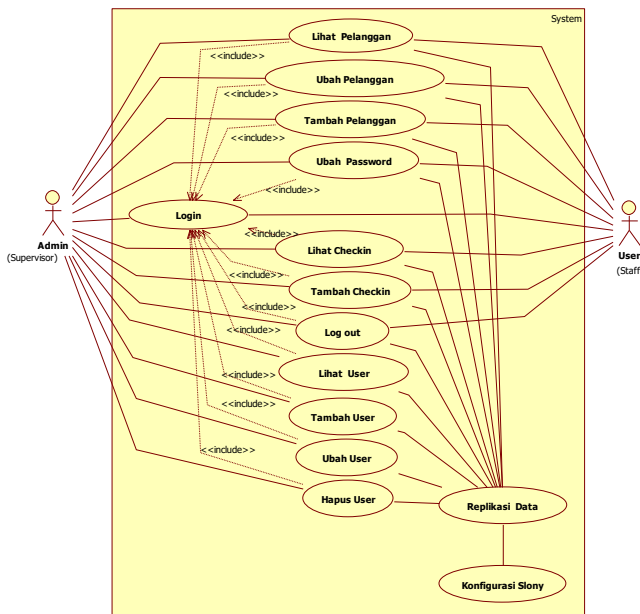 System
Lihat Pelanggan
<<include>>
Ubah Pelanggan
<<include>>
Tambah Pelanggan
<<include>>
Ubah Password
<<include>>
Login
Admin
(Supervisor)
User
(Staff)
<<include>>
Lihat Checkin
<<include>>
Tambah Checkin
<<include>>
Log out
<<include>>
Lihat User
<<include>>
Tambah User
<<include>>
Ubah User
<<include>>
Hapus User
Replikasi Data
Konfigurasi Slony